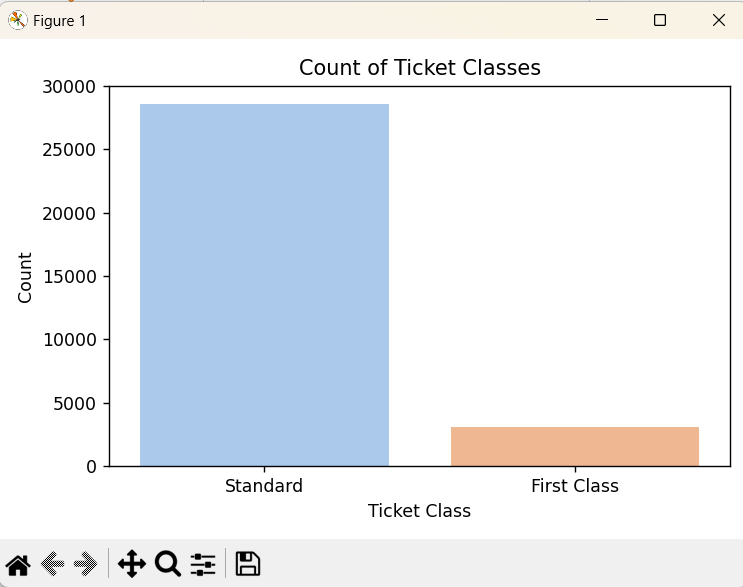 Figure 1
Count of Ticket Classes
30000
25000
20000
15000
10000
5000
0
Count
Standard
First Class
Ticket Class